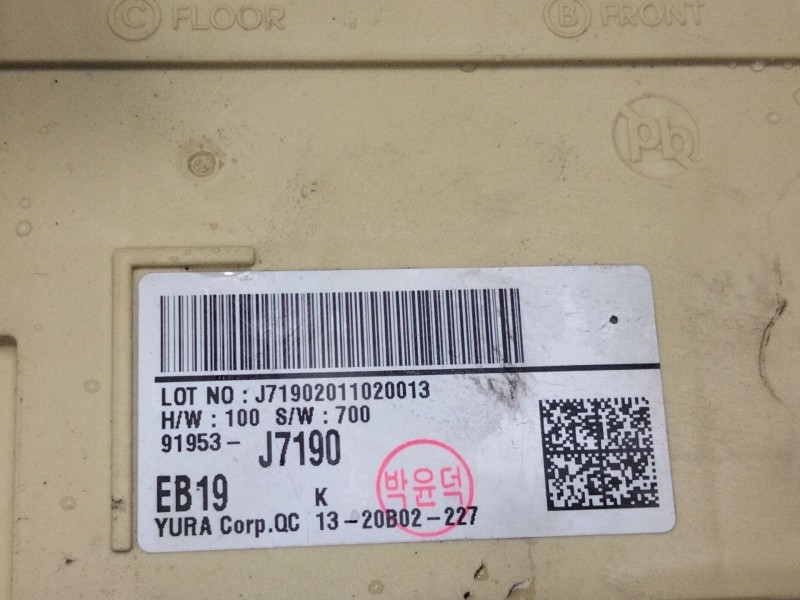 C FLOOR
B FRONT
Pb
LOT NO : J71902011020013
H/W : 100 S/W : 700
91953- J7190
EB19 K
박윤덕
YURA Corp.QC 13-20B02-227